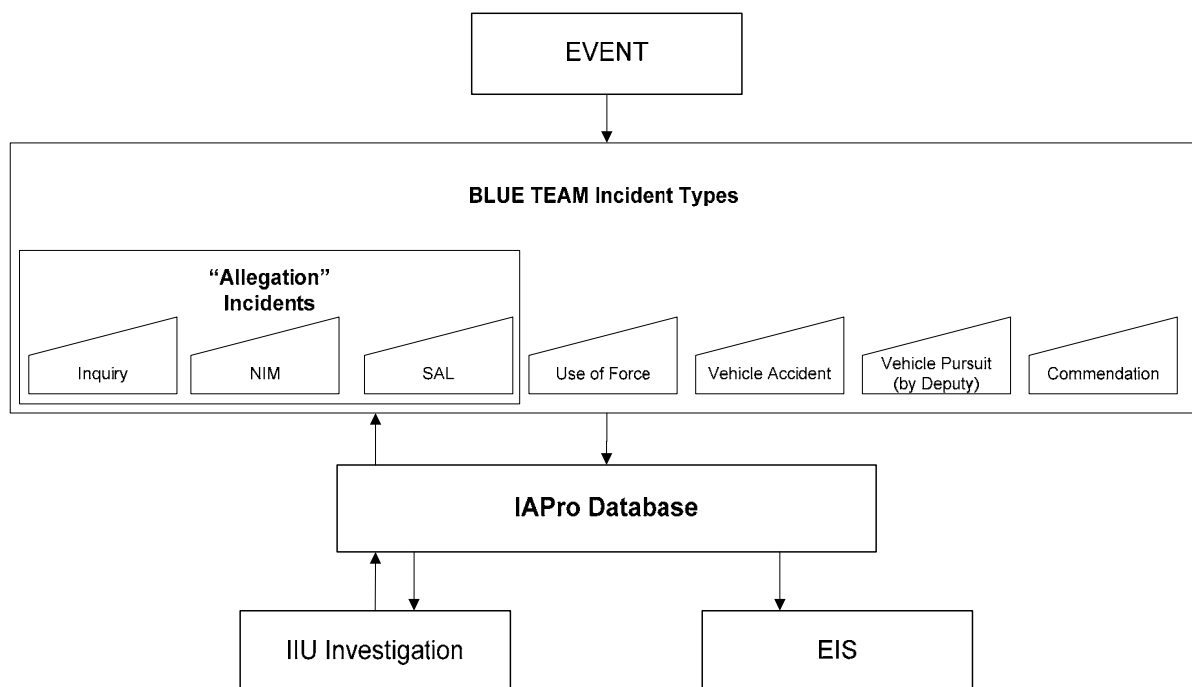 EVENT
BLUE TEAM Incident Types
“Allegation”
Incidents
Inquiry
NIM
SAL
Use of Force
Vehicle Accident
Vehicle Pursuit
(by Deputy)
Commendation
IAPro Database
IIU Investigation
EIS